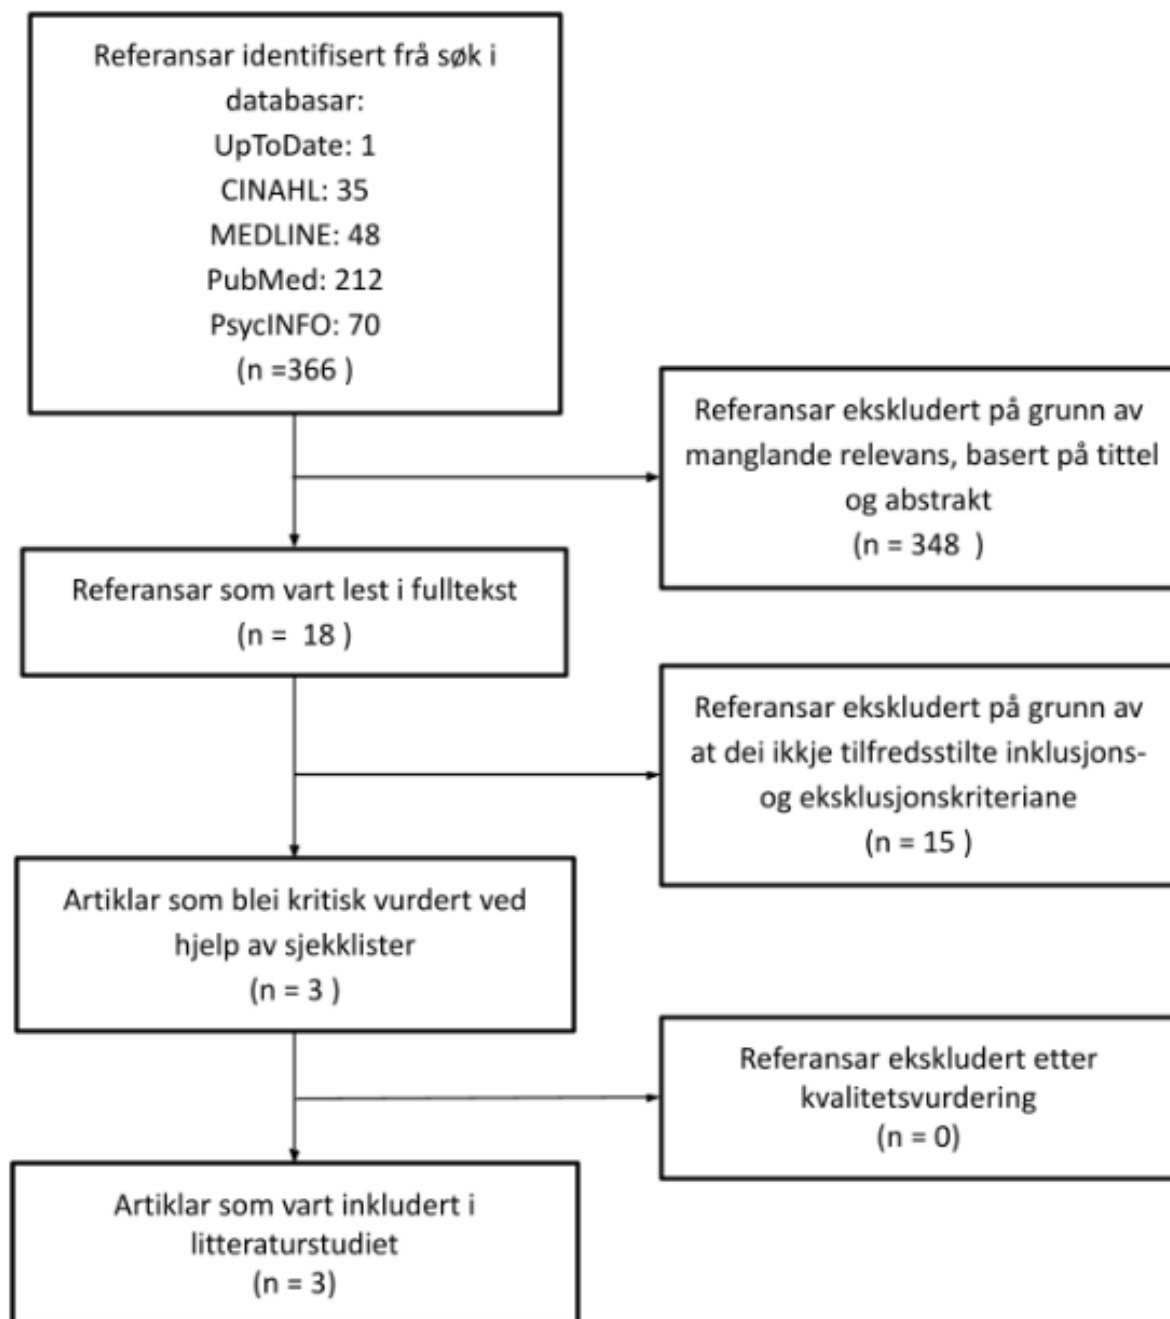 Referansar identifisert frå søk i
databasar:
UpToDate: 1
CINAHL: 35
MEDLINE: 48
PubMed: 212
PsycINFO: 70
(n =366 )
Referansar ekskludert på grunn av
manglande relevans, basert på tittel
og abstrakt
(n = 348 )
Referansar som vart lest i fulltekst
(n = 18 )
Referansar ekskludert på grunn av
at dei ikkje tilfredsstilte inklusjons-
og eksklusjonskriteriane
(n = 15 )
Artiklar som blei kritisk vurdert ved
hjelp av sjekklister
(n = 3 )
Referansar ekskludert etter
kvalitetsvurdering
(n = 0)
Artiklar som vart inkludert i
litteraturstudiet
(n = 3)